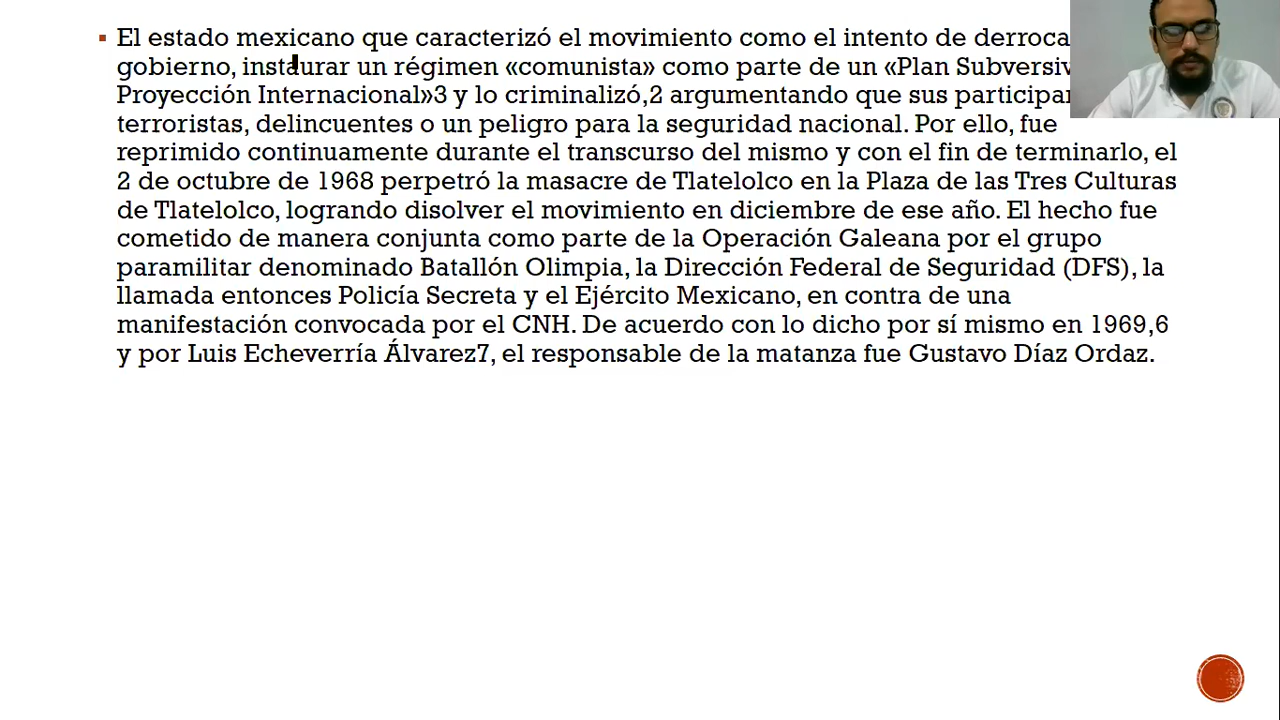 El estado mexicano que caracterizó el movimiento como el intento de
gobierno, instaurar un régimen «comunista» como parte de un «Plan
Proyección Internacional»3 y lo criminalizó,2 argumentando que sus
terroristas, delincuentes o un peligro para la seguridad nacional. Por ello, fue
reprimido continuamente durante el transcurso del mismo y con el fin de terminarlo, el
2 de octubre de 1968 perpetró la masacre de Tlatelolco en la Plaza de las Tres Culturas
de Tlatelolco, logrando disolver el movimiento en diciembre de ese año. El hecho fue
cometido de manera conjunta como parte de la Operación Galeana por el grupo
paramilitar denominado Batallón Olimpia, la Dirección Federal de Seguridad (DFS), la
llamada entonces Policía Secreta y el Ejército Mexicano, en contra de una
manifestación convocada por el CNH. De acuerdo con lo dicho por sí mismo en 1969,6
y por Luis Echeverría Álvarez7, el responsable de la matanza fue Gustavo Díaz Ordaz.